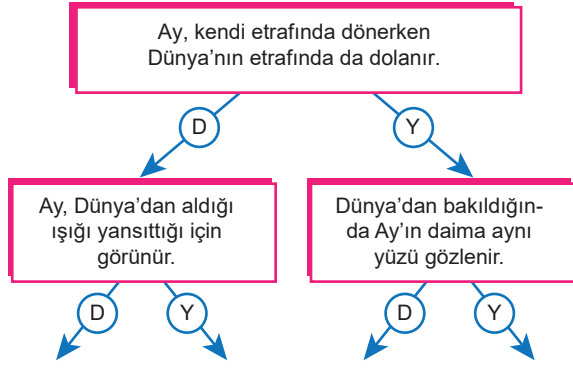 Ay, kendi etrafında dönerken
Dünya’nın etrafında da dolanır.
D
Y
Ay, Dünya’dan aldığı
ışığı yansıttığı için
görünür.
Dünya’dan bakıldığın-
da Ay’ın daima aynı
yüzü gözlenir.
D
Y
D
Y